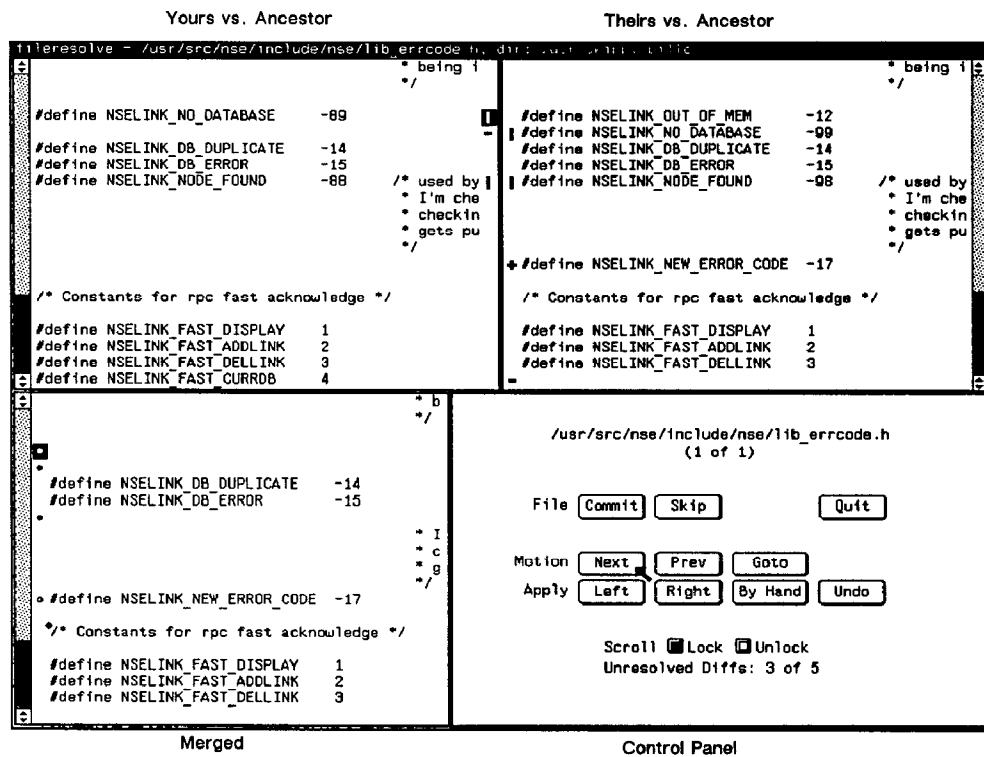 Yours vs. Ancestor
Theirs vs. Ancestor
fileresolve - /usr/src/nse/include/nse/lib_errcode.h, dir:
* being i
*/
#define NSELINK_NO_DATABASE -89
#define NSELINK_DB_DUPLICATE -14
#define NSELINK_DB_ERROR -15
#define NSELINK_NODE_FOUND -88 /* used by
* I'm che
* checkin
* gets pu
*/
/* Constants for rpc fast acknowledge */
#define NSELINK_FAST_DISPLAY 1
#define NSELINK_FAST_ADDLINK 2
#define NSELINK_FAST_DELLINK 3
#define NSELINK_FAST_CURRDB 4
* being i
*/
#define NSELINK_OUT_OF_MEM -12
| #define NSELINK_NO_DATABASE -99
#define NSELINK_DB_DUPLICATE -14
#define NSELINK_DB_ERROR -15
| #define NSELINK_NODE_FOUND -98 /* used by
* I'm che
* checkin
* gets pu
*/
+ #define NSELINK_NEW_ERROR_CODE -17
/* Constants for rpc fast acknowledge */
#define NSELINK_FAST_DISPLAY 1
#define NSELINK_FAST_ADDLINK 2
#define NSELINK_FAST_DELLINK 3
-
* b
*/
#define NSELINK_DB_DUPLICATE -14
#define NSELINK_DB_ERROR -15
* I
* c
* g
*/
#define NSELINK_NEW_ERROR_CODE -17
/* Constants for rpc fast acknowledge */
#define NSELINK_FAST_DISPLAY 1
#define NSELINK_FAST_ADDLINK 2
#define NSELINK_FAST_DELLINK 3
/usr/src/nse/include/nse/lib_errcode.h
(1 of 1)
File Commit Skip Quit
Motion Next Prev Goto
Apply Left Right By Hand Undo
Scroll Lock Unlock
Unresolved Diffs: 3 of 5
Merged
Control Panel